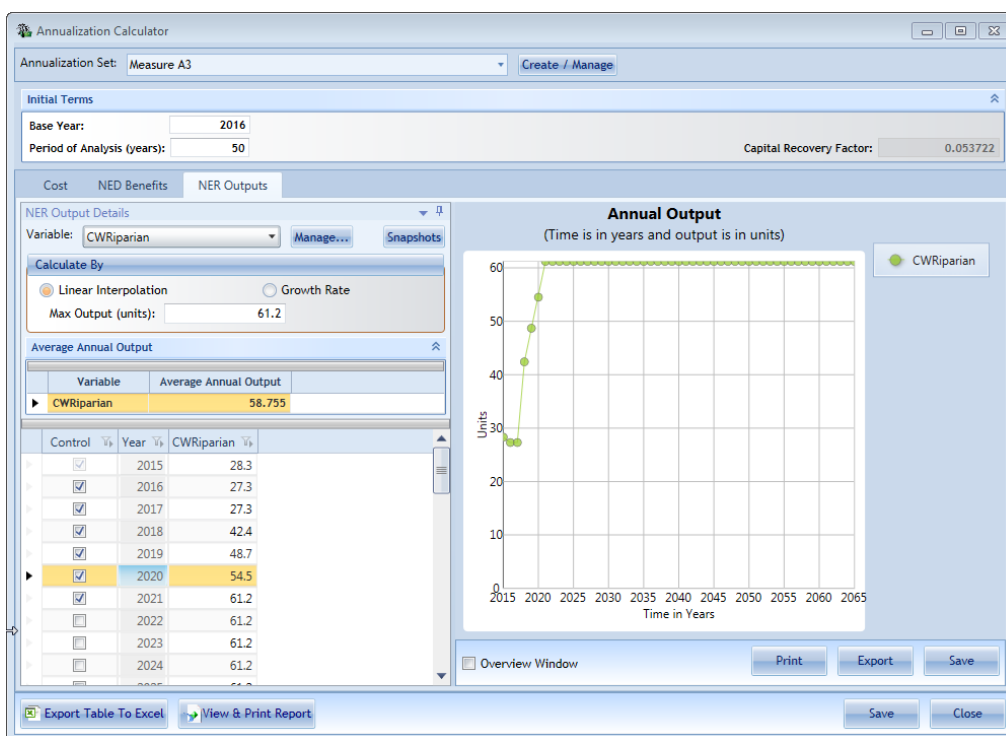 Annualization Calculator
Annualization Set: Measure A3 Create / Manage
Initial Terms
Base Year: 2016
Period of Analysis (years): 50 Capital Recovery Factor: 0.053722
Cost NED Benefits NER Outputs
NER Output Details
Variable: CWRiparian Manage... Snapshots
Calculate By
Linear Interpolation Growth Rate
Max Output (units): 61.2
Average Annual Output
Variable Average Annual Output
CWRiparian 58.755
Control Year CWRiparian
2015 28.3
2016 27.3
2017 27.3
2018 42.4
2019 48.7
2020 54.5
2021 61.2
2022 61.2
2023 61.2
2024 61.2
Annual Output
(Time is in years and output is in units)
CWRiparian
60
50
40
30
20
10
0
Units
2015 2020 2025 2030 2035 2040 2045 2050 2055 2060 2065
Time in Years
Overview Window Print Export Save
Export Table To Excel View & Print Report Save Close